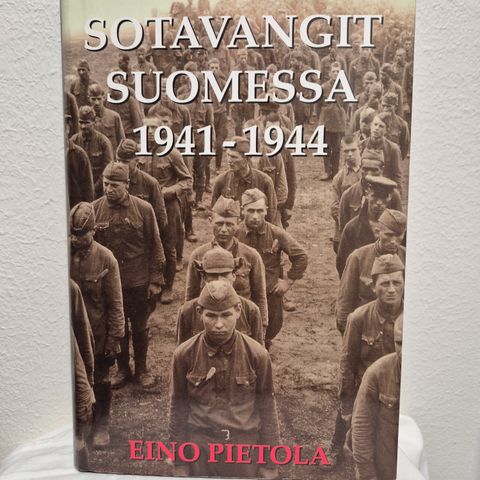 SOTAVANGIT
SUOMESSA
1941-1944
EINO PIETOLA